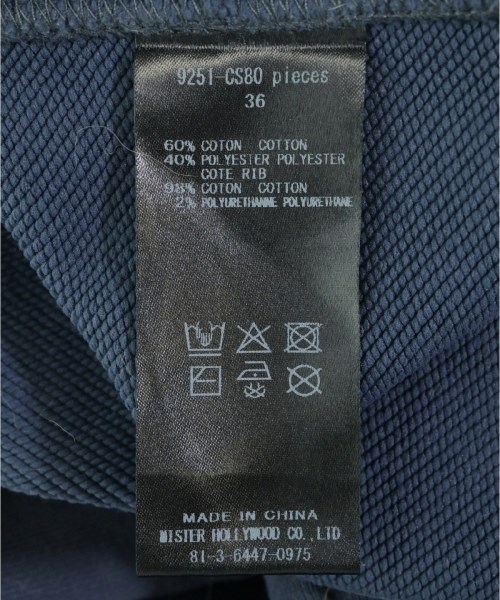 9251-CS80 pieces
36
60% COTON COTTON
40% POLYESTER POLYESTER
COTE RIB
98% COTON COTTON
2% POLYURETHANNE POLYURETHANE
MADE IN CHINA
MISTER HOLLYWOOD CO.,LTD
81-3-6447-0975